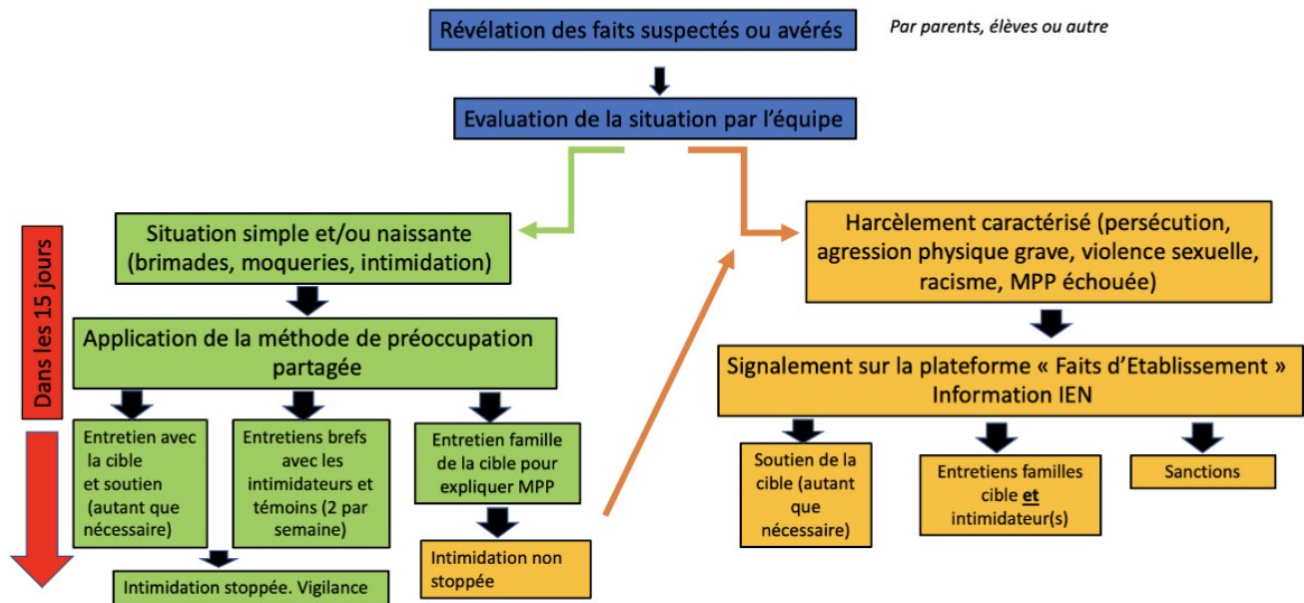 Révélation des faits suspectés ou avérés
Par parents, élèves ou autre
Evaluation de la situation par l'équipe
Dans les 15 jours
Situation simple et/ou naissante
(brimades, moqueries, intimidation)
Application de la méthode de préoccupation
partagée
Entretien avec
la cible
et soutien
(autant que
nécessaire)
Entretiens brefs
avec les
intimidateurs et
témoins (2 par
semaine)
Entretien famille
de la cible pour
expliquer MPP
Intimidation stoppée. Vigilance
Intimidation non
stoppée
Harcèlement caractérisé (persécution,
agression physique grave, violence sexuelle,
racisme, MPP échouée)
Signalement sur la plateforme « Faits d'Etablissement »
Information IEN
Soutien de la
cible (autant
que
nécessaire)
Entretiens familles
cible et
intimidateur(s)
Sanctions